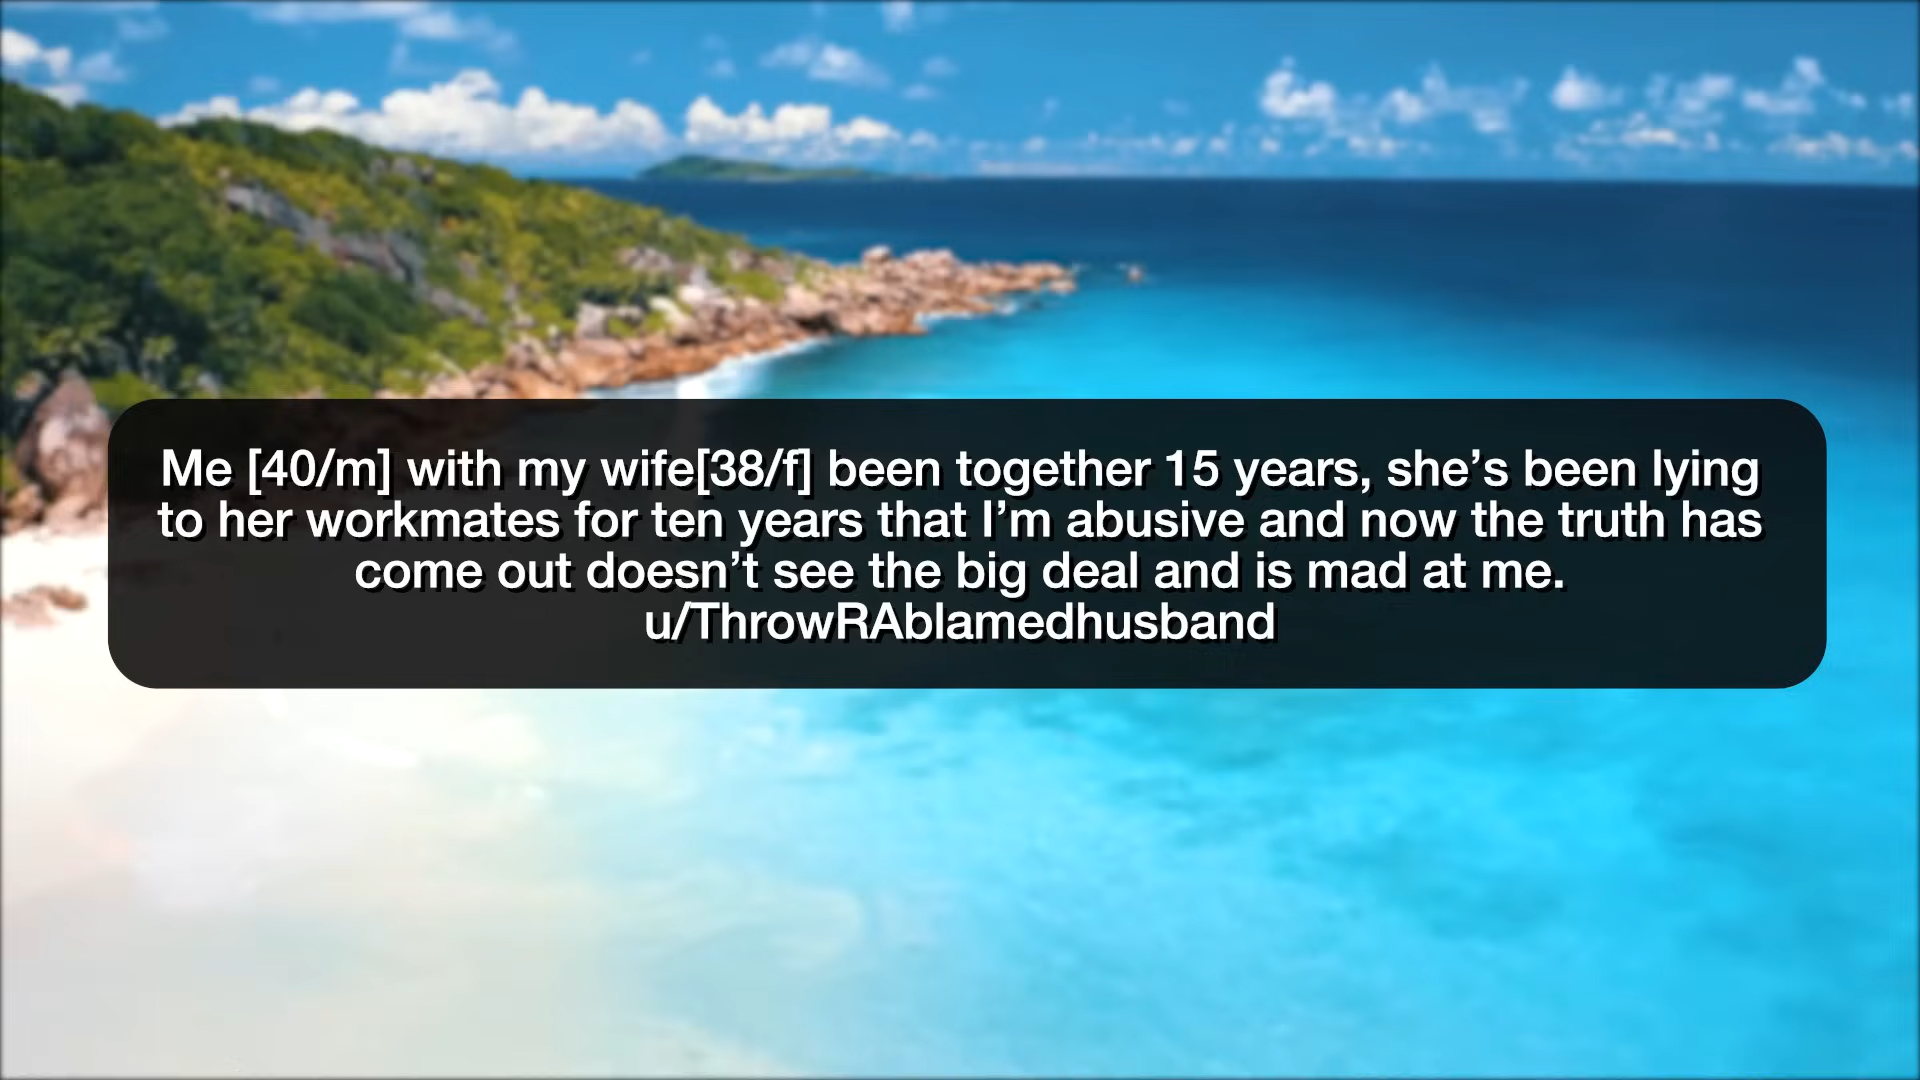 Me [40/m] with my wife[38/f] been together 15 years, she’s been lying
to her workmates for ten years that I’m abusive and now the truth has
come out doesn’t see the big deal and is mad at me.
u/ThrowRAblamedhusband